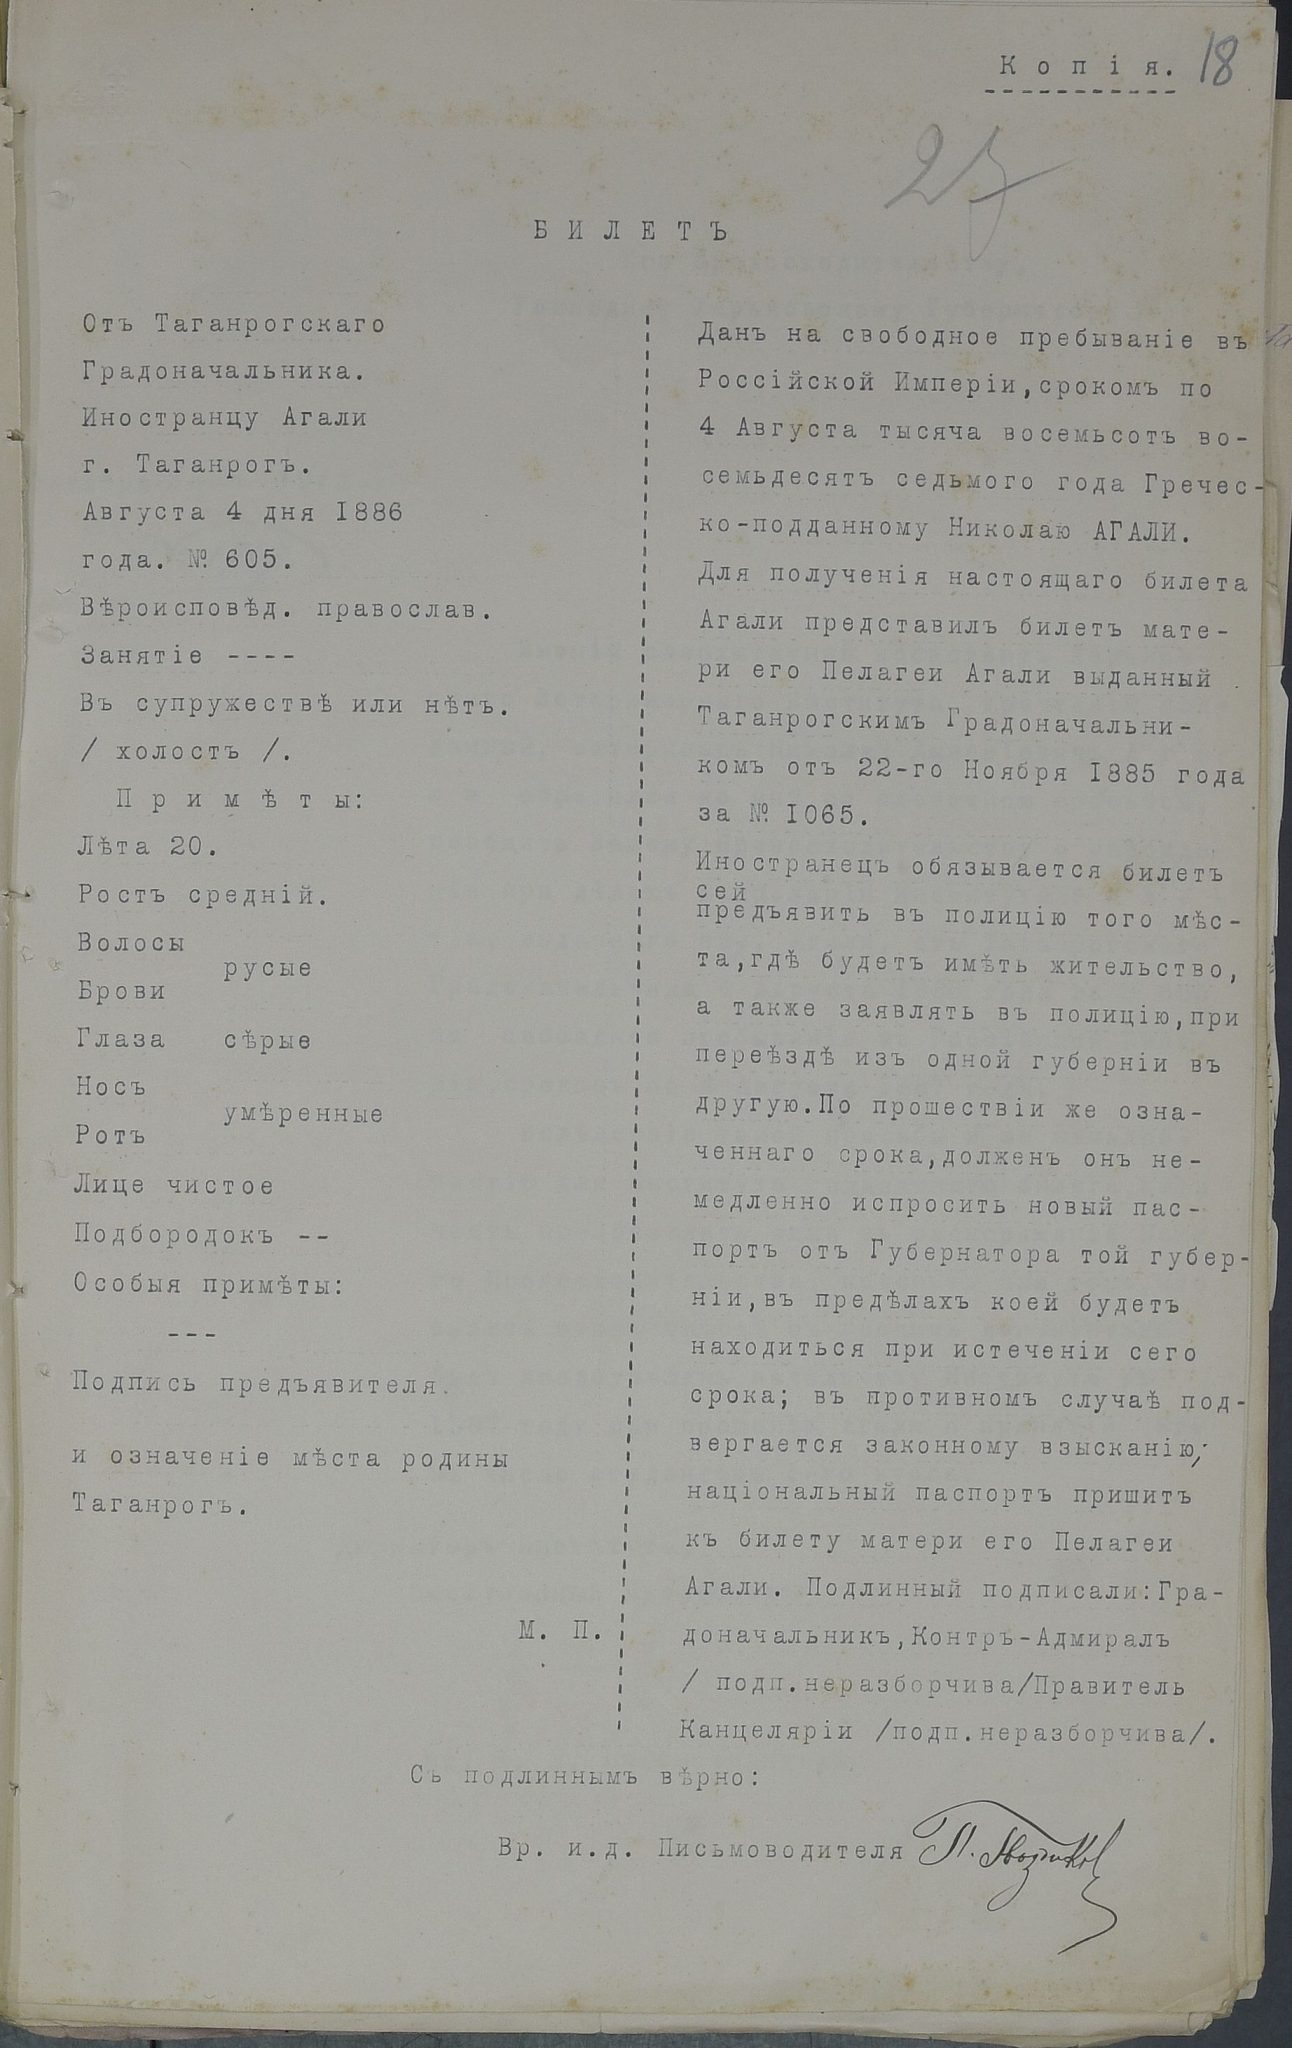 К о п і я.
18
27
Б И Л Е Т Ъ
Отъ Таганрогскаго
Градоначальника.
Иностранцу Агали
г. Таганрогъ.
Августа 4 дня I886
года. № 605.
Вѣроисповѣд. православ.
Занятіе ----
Въ супружествѣ или нѣтъ.
/ холостъ /.
П р и м ѣ т ы:
Лѣта 20.
Ростъ средній.
Волосы
русые
Брови
Глаза сѣрые
Носъ
умѣренные
Ротъ
Лице чистое
Подбородокъ --
Особыя примѣты:
---
Подпись предъявителя.
и означеніе мѣста родины
Таганрогъ.
М. П.
Данъ на свободное пребываніе въ
Россійской Имперіи,срокомъ по
4 Августа тысяча восемьсотъ во-
семьдесятъ седьмого года Гречес-
ко-подданному Николаю АГАЛИ.
Для полученія настоящаго билета
Агали представилъ билетъ мате-
ри его Пелагеи Агали выданный
Таганрогскимъ Градоначальни-
комъ отъ 22-го Ноября I885 года
за № I065.
Иностранецъ обязывается билетъ
сей
предъявить въ полицію того мѣс-
та,гдѣ будетъ имѣть жительство,
а также заявлять въ полицію,при
переѣздѣ изъ одной губерніи въ
другую.По прошествіи же озна-
ченнаго срока,долженъ онъ не-
медленно испросить новый пас-
портъ отъ Губернатора той губер-
ніи,въ предѣлахъ коей будетъ
находиться при истеченіи сего
срока; въ противномъ случаѣ под-
вергается законному взысканію;
національный паспортъ пришитъ
къ билету матери его Пелагеи
Агали. Подлинный подписали:Гра-
доначальникъ,Контръ-Адмиралъ
/ подп.неразборчива/Правитель
Канцеляріи /подп.неразборчива/.
Съ подлиннымъ вѣрно:
Вр. и.д. Письмоводителя